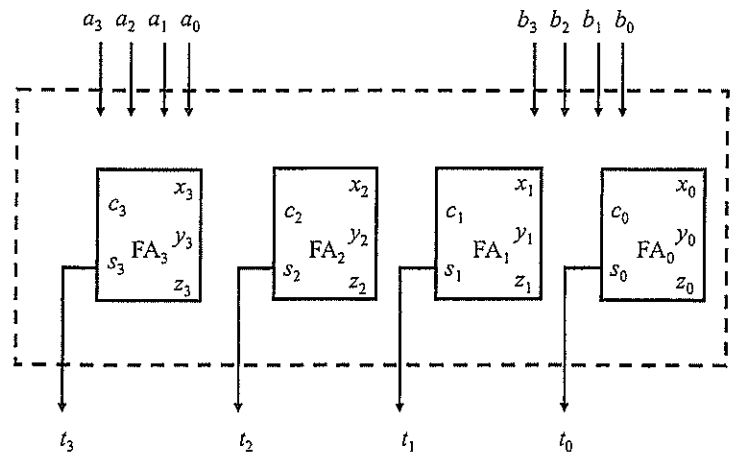 a₃ a₂ a₁ a₀ b₃ b₂ b₁ b₀
x₃ x₂ x₁ x₀
c₃ c₂ c₁ c₀
y₃ y₂ y₁ y₀
FA₃ FA₂ FA₁ FA₀
s₃ s₂ s₁ s₀
z₃ z₂ z₁ z₀
t₃ t₂ t₁ t₀